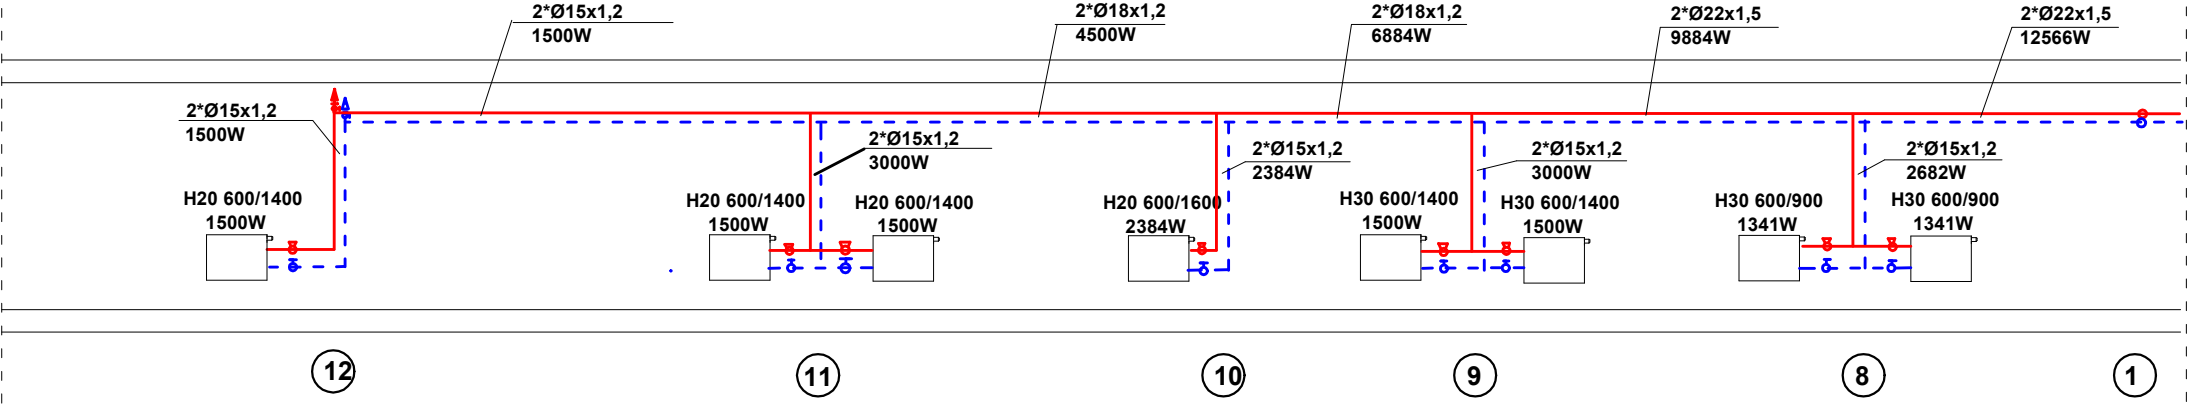 2*Ø15x1,2
1500W
2*Ø18x1,2
4500W
2*Ø18x1,2
6884W
2*Ø22x1,5
9884W
2*Ø22x1,5
12566W
2*Ø15x1,2
1500W
2*Ø15x1,2
3000W
2*Ø15x1,2
2384W
2*Ø15x1,2
3000W
2*Ø15x1,2
2682W
H20 600/1400
1500W
H20 600/1400
1500W
H20 600/1400
1500W
H20 600/1600
2384W
H30 600/1400
1500W
H30 600/1400
1500W
H30 600/900
1341W
H30 600/900
1341W
12
11
10
9
8
1